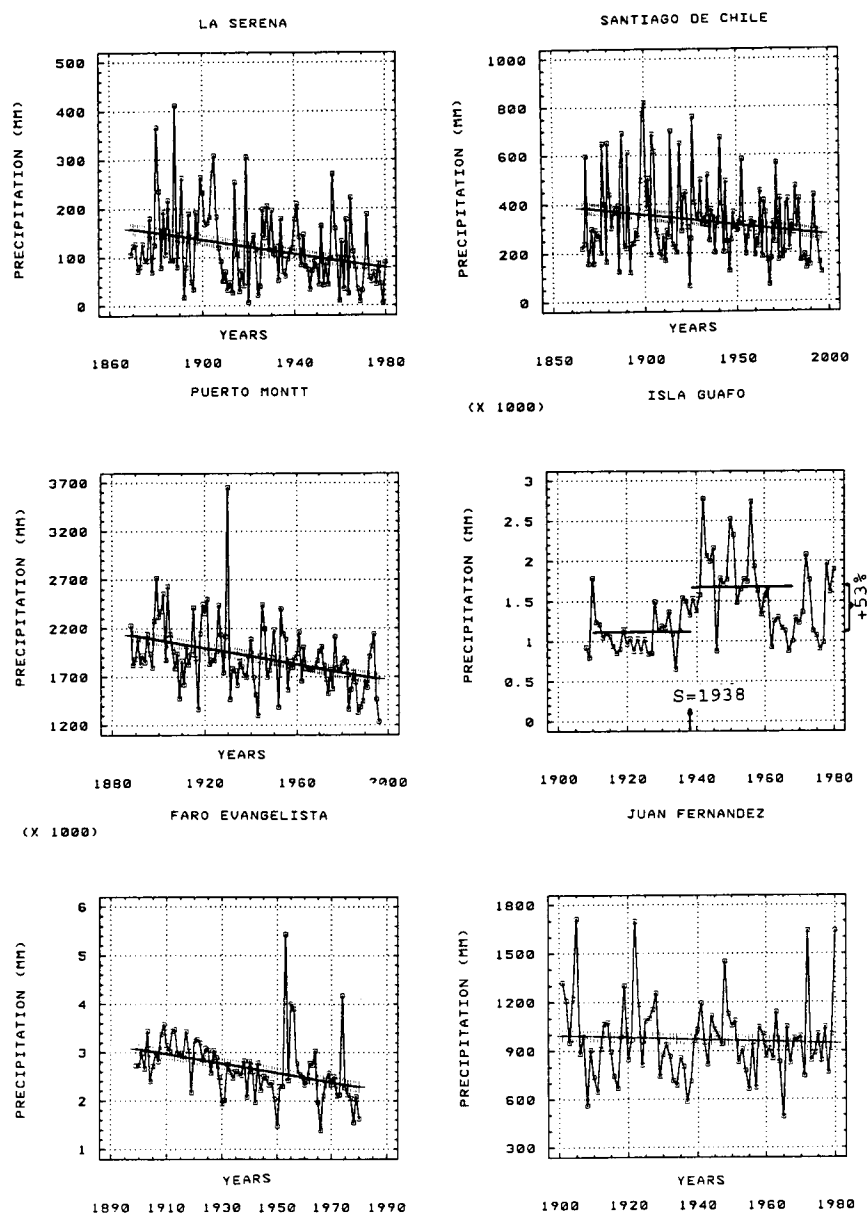 LA SERENA
PRECIPITATION (MM)
500
400
300
200
100
0
YEARS
1860 1900 1940 1980
SANTIAGO DE CHILE
PRECIPITATION (MM)
1000
800
600
400
200
0
YEARS
1850 1900 1950 2000
PUERTO MONTT
PRECIPITATION (MM)
3700
3200
2700
2200
1700
1200
YEARS
1880 1920 1960 2000
(X 1000)
ISLA GUAFO
PRECIPITATION (MM)
3
2.5
2
1.5
1
0.5
0
+53%
S=1938
1900 1920 1940 1960 1980
(X 1000)
FARO EVANGELISTA
PRECIPITATION (MM)
6
5
4
3
2
1
YEARS
1890 1910 1930 1950 1970 1990
JUAN FERNANDEZ
PRECIPITATION (MM)
1800
1500
1200
900
600
300
YEARS
1900 1920 1940 1960 1980